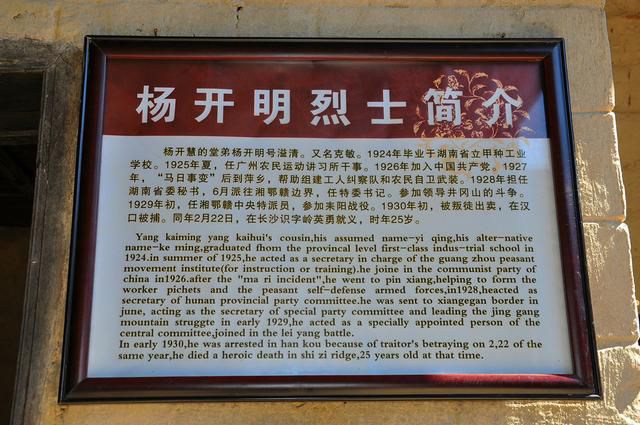 杨开明烈士简介
杨开慧的堂弟杨开明号溢清。又名克敏。1924年毕业于湖南省立甲种工业
学校。1925年夏，任广州农民运动讲习所干事。1926年加入中国共产党。1927
年，“马日事变”后到萍乡，帮助组建工人纠察队和农民自卫武装。1928担任
湖南省委秘书，6月派往湘鄂赣边界，任特委书记。参加领导井冈山的斗争。
1929年初，任湘鄂赣中央特派员，参加耒阳战役。1930年初，被叛徒出卖，在汉
口被捕。同年2月22日，在长沙识字岭英勇就义，时年25岁。
Yang kaiming yang kaihui's cousin,his assumed name-yi qing,his alter-native
name-ke ming,graduated fhom the provincal level first-class indus-trial school in
1924.in summer of 1925,he acted as a secretary in charge of the guang zhou peasant
movement institute(for instruction or training).he joine in the communist party of
china in1926.after the "ma ri incident",he went to pin xiang,helping to form the
worker pichets and the peasant self-defense armed forces,in1928,heacted as
secretary of hunan provincial party committee.he was sent to xiangegan border in
june, acting as the secretary of special party committee and leading the jing gang
mountain struggte in early 1929,he acted as a specially appointed person of the
central committee,joined in the lei yang battle.
In early 1930,he was arrested in han kou because of traitor's betraying on 2,22 of the
same year,he died a heroic death in shi zi ridge,25 years old at that time.